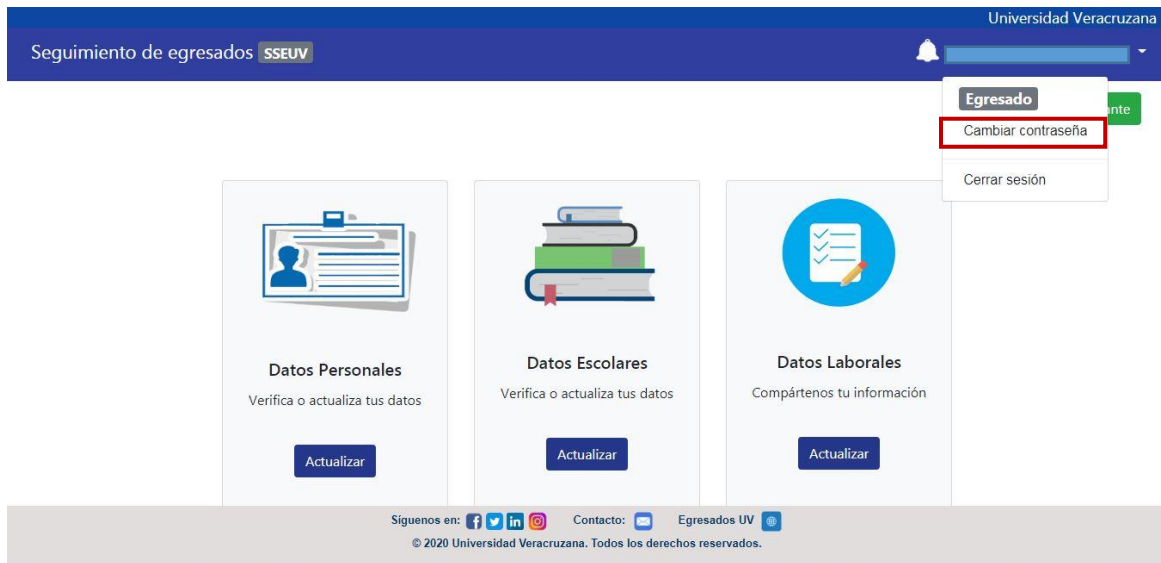 Universidad Veracruzana
Seguimiento de egresados SSEUV
Egresado
Cambiar contraseña
Cerrar sesión
Datos Personales
Verifica o actualiza tus datos
Actualizar
Datos Escolares
Verifica o actualiza tus datos
Actualizar
Datos Laborales
Compártenos tu información
Actualizar
Síguenos en: Contacto: Egresados UV
© 2020 Universidad Veracruzana. Todos los derechos reservados.